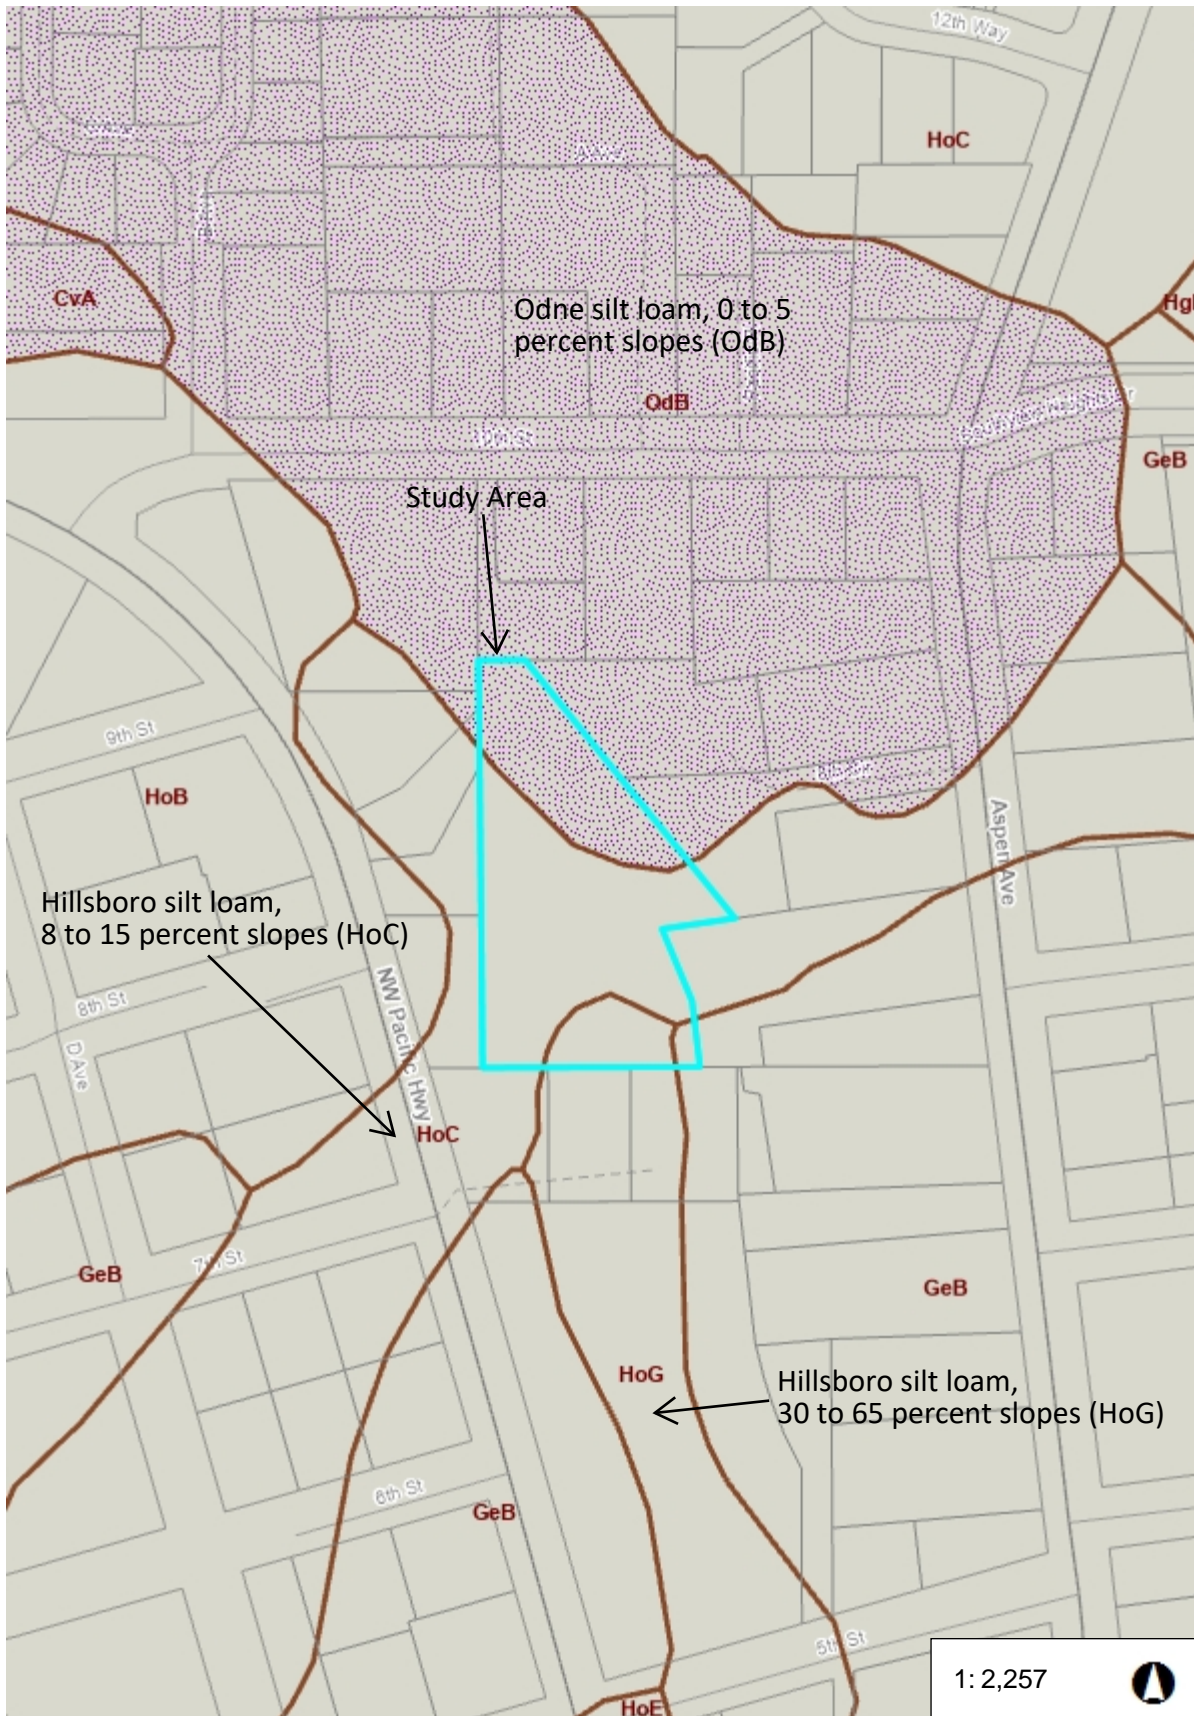 12th Way
HoC
CvA
Hgl
Odne silt loam, 0 to 5
percent slopes (OdB)
OdB
10th St
GeB
Study Area
9th St
HoB
Aspen Ave
Hillsboro silt loam,
8 to 15 percent slopes (HoC)
NW Pacific Hwy
8th St
D Ave
HoC
7th St
GeB
GeB
HoG
Hillsboro silt loam,
30 to 65 percent slopes (HoG)
6th St
GeB
5th St
HoE
1: 2,257